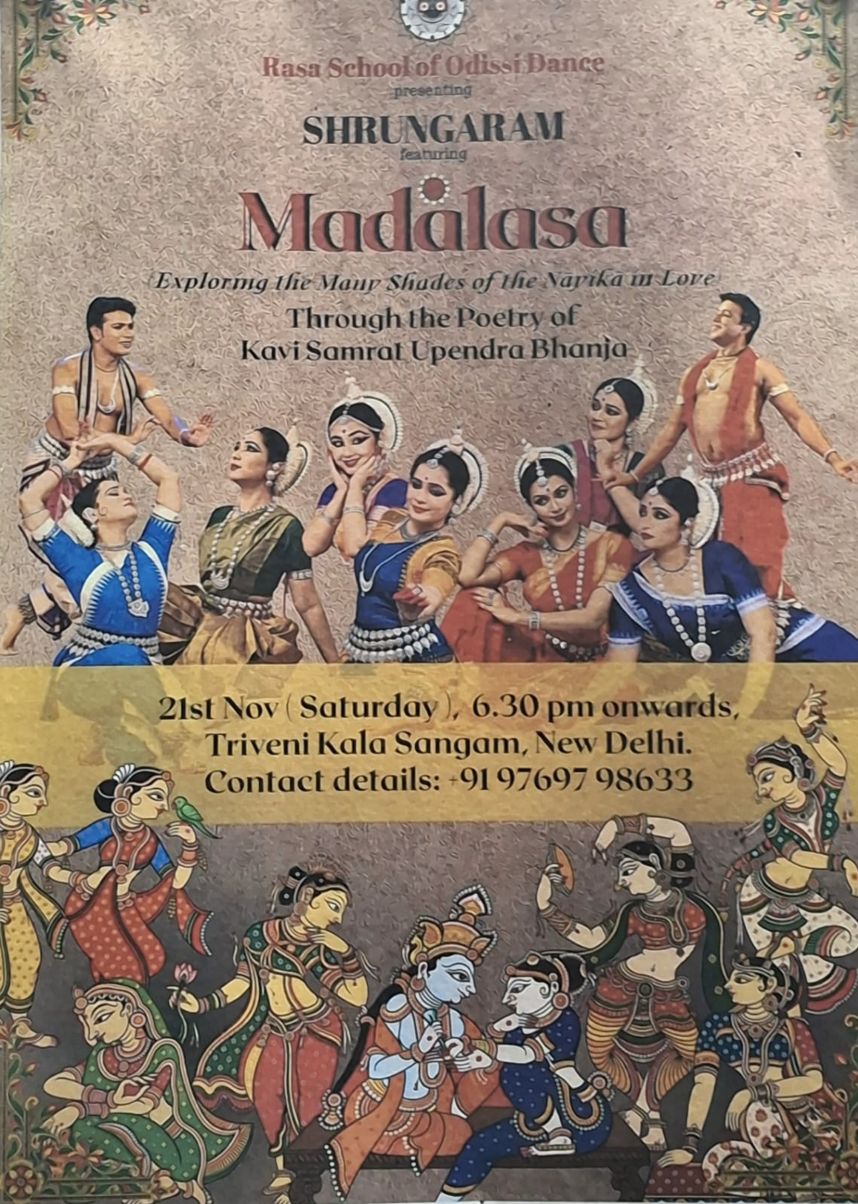 Rasa School of Odissi Dance
presenting
SHRUNGARAM
featuring
Madalasa
(Exploring the Many Shades of the Nāyikā in Love)
Through the Poetry of
Kavi Samrat Upendra Bhanja
21st Nov ( Saturday ), 6.30 pm onwards,
Triveni Kala Sangam, New Delhi.
Contact details: +91 97697 98633